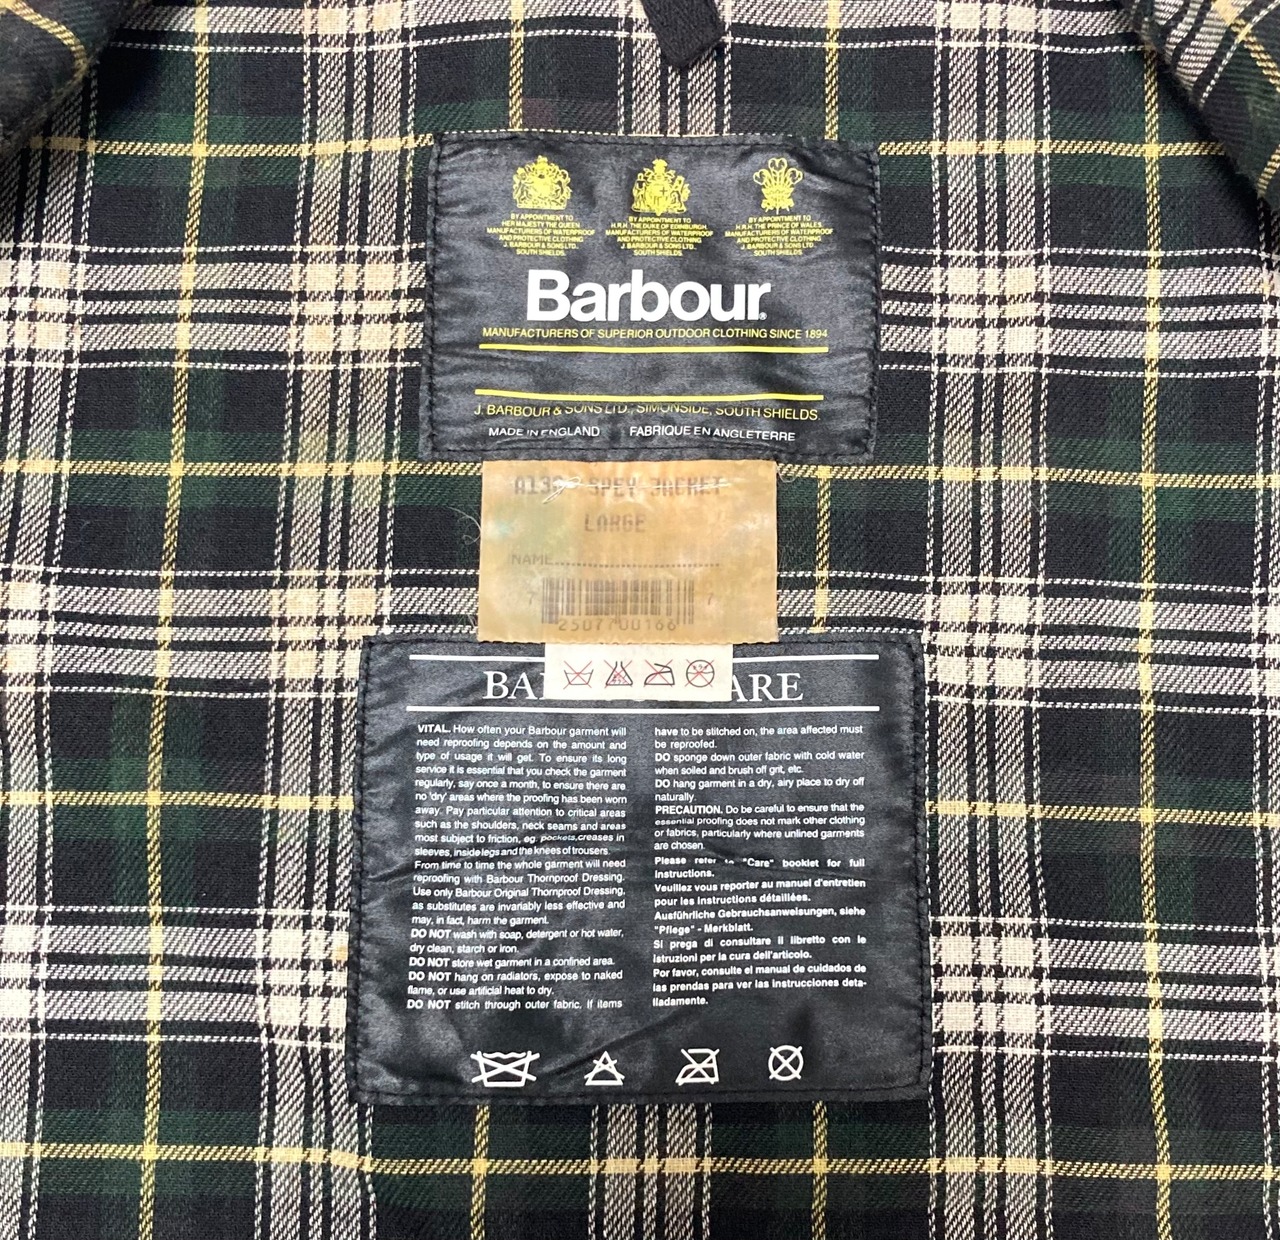 BY APPOINTMENT TO
HER MAJESTY THE QUEEN
MANUFACTURERS OF WATERPROOF
AND PROTECTIVE CLOTHING
J. BARBOUR & SONS LTD.
SOUTH SHIELDS.
BY APPOINTMENT TO
H.R.H. THE DUKE OF EDINBURGH
MANUFACTURERS OF WATERPROOF
AND PROTECTIVE CLOTHING
J. BARBOUR & SONS LTD.
SOUTH SHIELDS.
BY APPOINTMENT TO
H.R.H. THE PRINCE OF WALES
MANUFACTURERS OF WATERPROOF
AND PROTECTIVE CLOTHING
J. BARBOUR & SONS LTD.
SOUTH SHIELDS.
Barbour®
MANUFACTURERS OF SUPERIOR OUTDOOR CLOTHING SINCE 1894
J. BARBOUR & SONS LTD., SIMONSIDE, SOUTH SHIELDS.
MADE IN ENGLAND FABRIQUE EN ANGLETERRE
SPEY JACKET
LARGE
NAME
7 7
2507700166
BA ARE
VITAL. How often your Barbour garment will
need reproofing depends on the amount and
type of usage it will get. To ensure its long
service it is essential that you check the garment
regularly, say once a month, to ensure there are
no 'dry' areas where the proofing has been worn
away. Pay particular attention to critical areas
such as the shoulders, neck seams and areas
most subject to friction, eg pockets, creases in
sleeves, inside legs and the knees of trousers.
From time to time the whole garment will need
reproofing with Barbour Thornproof Dressing.
Use only Barbour Original Thornproof Dressing,
as substitutes are invariably less effective and
may, in fact, harm the garment.
DO NOT wash with soap, detergent or hot water,
dry clean, starch or iron.
DO NOT store wet garment in a confined area.
DO NOT hang on radiators, expose to naked
flame, or use artificial heat to dry.
DO NOT stitch through outer fabric. If items
have to be stitched on, the area affected must
be reproofed.
DO sponge down outer fabric with cold water
when soiled and brush off grit, etc.
DO hang garment in a dry, airy place to dry off
naturally.
PRECAUTION. Do be careful to ensure that the
essential proofing does not mark other clothing
or fabrics, particularly where unlined garments
are chosen.
Please refer to "Care" booklet for full
instructions.
Veuillez vous reporter au manuel d'entretien
pour les instructions détaillées.
Ausführliche Gebrauchsanweisungen, siehe
"Pflege" - Merkblatt.
Si prega di consultare il libretto con le
istruzioni per la cura dell'articolo.
Por favor, consulte el manual de cuidados de
las prendas para ver las instrucciones deta-
lladamente.